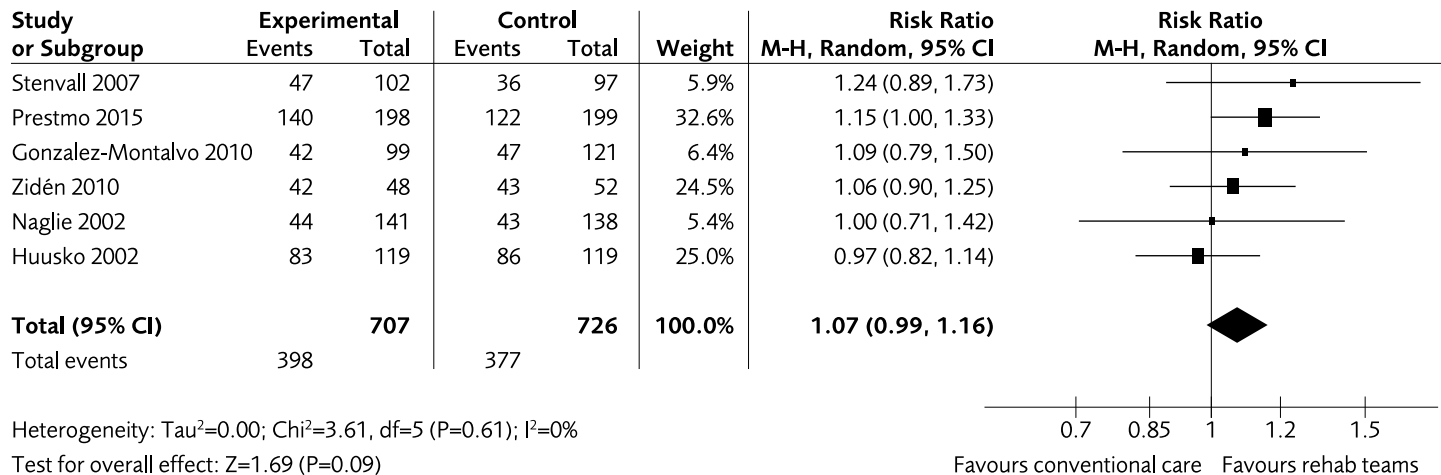 Study Experimental Control Risk Ratio Risk Ratio
or Subgroup Events Total Events Total Weight M-H, Random, 95% CI M-H, Random, 95% CI
Stenvall 2007 47 102 36 97 5.9% 1.24 (0.89, 1.73)
Prestmo 2015 140 198 122 199 32.6% 1.15 (1.00, 1.33)
Gonzalez-Montalvo 2010 42 99 47 121 6.4% 1.09 (0.79, 1.50)
Zidén 2010 42 48 43 52 24.5% 1.06 (0.90, 1.25)
Naglie 2002 44 141 43 138 5.4% 1.00 (0.71, 1.42)
Huusko 2002 83 119 86 119 25.0% 0.97 (0.82, 1.14)
Total (95% CI) 707 726 100.0% 1.07 (0.99, 1.16)
Total events 398 377
Heterogeneity: Tau²=0.00; Chi²=3.61, df=5 (P=0.61); I²=0%
0.7 0.85 1 1.2 1.5
Test for overall effect: Z=1.69 (P=0.09)
Favours conventional care Favours rehab teams